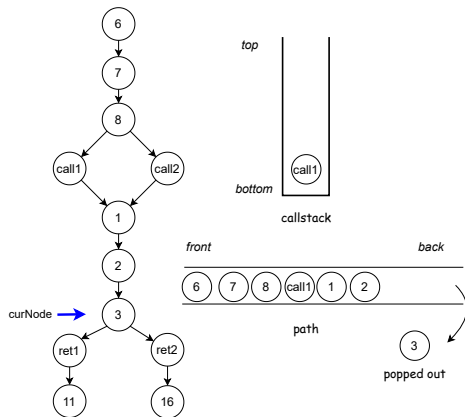 6
7
8
call1
call2
1
2
curNode
3
ret1
ret2
11
16
top
call1
bottom
callstack
front
back
6 7 8 call1 1 2
path
3
popped out